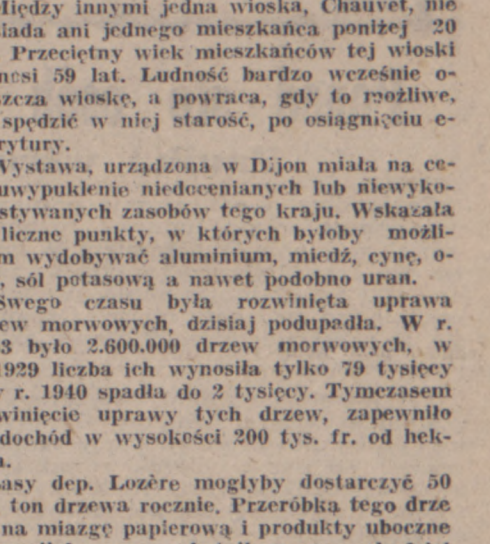 Między innymi jedna wioska, Chauvet, nie
iada ani jednego mieszkańca poniżej 20
Przeciętny wiek mieszkańców tej wioski
nosi 59 lat. Ludność bardzo wcześnie o-
szcza wioskę, a powraca, gdy to możliwe,
spędzić w niej starość, po osiągnięciu e-
rytury.
Wystawa, urządzona w Dijon miała na ce-
uwypuklenie niedocenianych lub niewyko-
stywanych zasobów tego kraju. Wskazała
liczne punkty, w których byłoby możli-
m wydobywać aluminium, miedź, cynę, o-
, sól potasową a nawet podobno uran.
Swego czasu była rozwinięta uprawa
ew morwowych, dzisiaj podupadła. W r.
3 było 2.600.000 drzew morwowych, w
1929 liczba ich wynosiła tylko 79 tysięcy
r. 1940 spadła do 2 tysięcy. Tymczasem
winięcie uprawy tych drzew, zapewniło
dochód w wysokości 200 tys. fr. od hek-
a.
asy dep. Lozère moglyby dostarczyć 50
ton drzewa rocznie. Przeróbką tego drze
na miazgę papierową i produkty uboczne